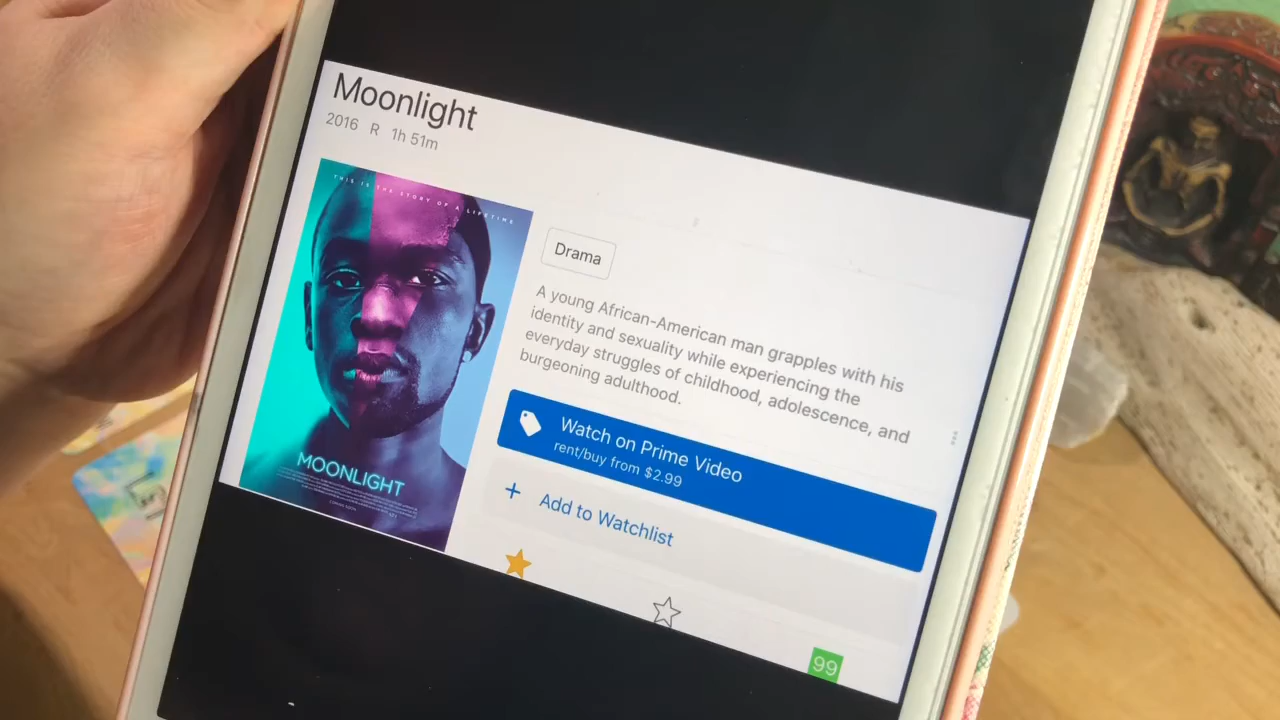 Moonlight
2016 R 1h 51m
THIS IS THE STORY OF A LIFETIME
MOONLIGHT
Drama
A young African-American man grapples with his
identity and sexuality while experiencing the
everyday struggles of childhood, adolescence, and
burgeoning adulthood.
Watch on Prime Video
rent/buy from $2.99
+ Add to Watchlist
99